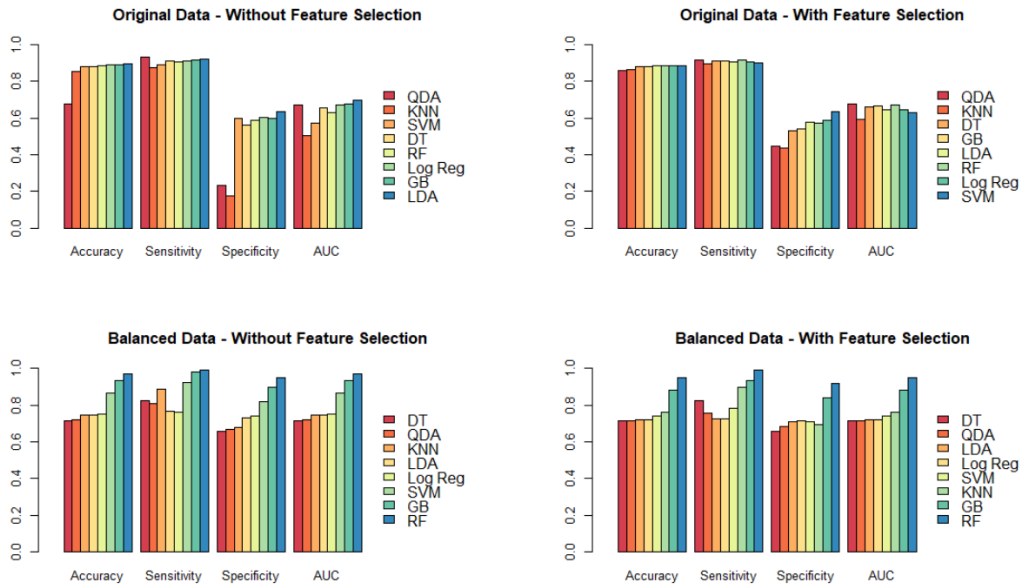 Original Data - Without Feature Selection
0.0 0.2 0.4 0.6 0.8 1.0
Accuracy Sensitivity Specificity AUC
QDA
KNN
SVM
DT
RF
Log Reg
GB
LDA
Original Data - With Feature Selection
0.0 0.2 0.4 0.6 0.8 1.0
Accuracy Sensitivity Specificity AUC
QDA
KNN
DT
GB
LDA
RF
Log Reg
SVM
Balanced Data - Without Feature Selection
0.0 0.2 0.4 0.6 0.8 1.0
Accuracy Sensitivity Specificity AUC
DT
QDA
KNN
LDA
Log Reg
SVM
GB
RF
Balanced Data - With Feature Selection
0.0 0.2 0.4 0.6 0.8 1.0
Accuracy Sensitivity Specificity AUC
DT
QDA
LDA
Log Reg
SVM
KNN
GB
RF